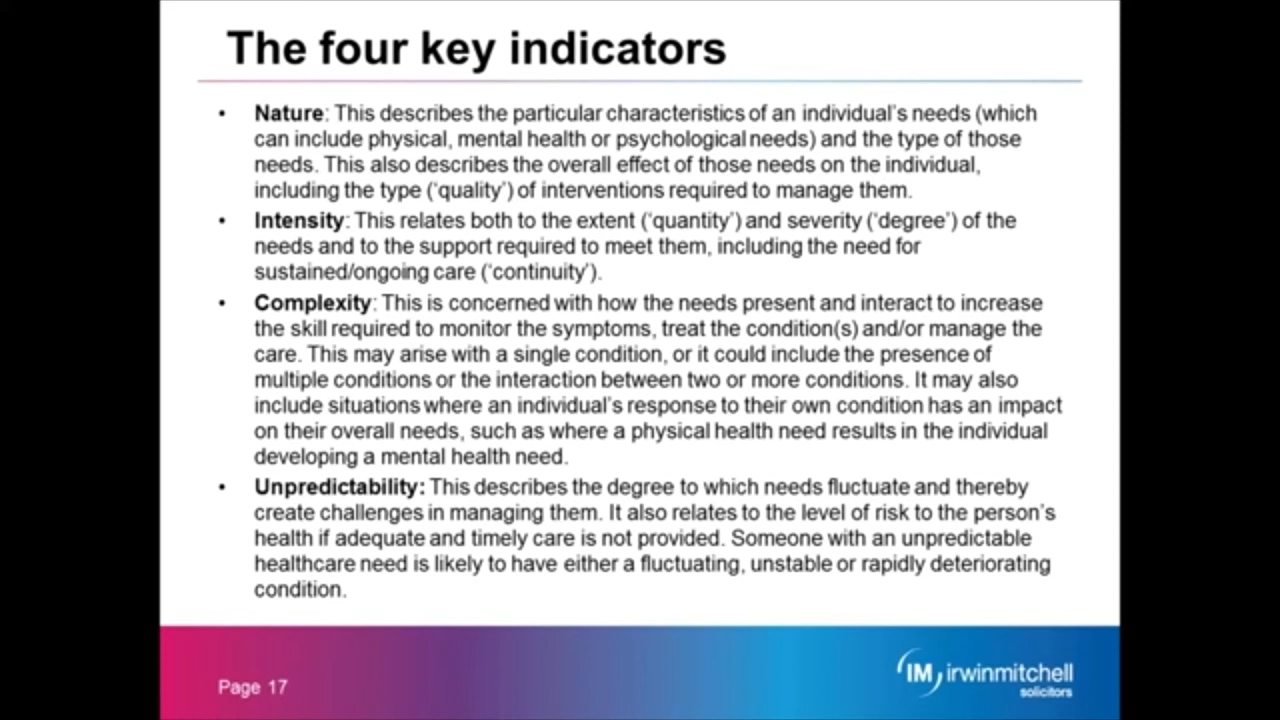 The four key indicators
• Nature: This describes the particular characteristics of an individual’s needs (which
can include physical, mental health or psychological needs) and the type of those
needs. This also describes the overall effect of those needs on the individual,
including the type (‘quality’) of interventions required to manage them.
• Intensity: This relates both to the extent (‘quantity’) and severity (‘degree’) of the
needs and to the support required to meet them, including the need for
sustained/ongoing care (‘continuity’).
• Complexity: This is concerned with how the needs present and interact to increase
the skill required to monitor the symptoms, treat the condition(s) and/or manage the
care. This may arise with a single condition, or it could include the presence of
multiple conditions or the interaction between two or more conditions. It may also
include situations where an individual’s response to their own condition has an impact
on their overall needs, such as where a physical health need results in the individual
developing a mental health need.
• Unpredictability: This describes the degree to which needs fluctuate and thereby
create challenges in managing them. It also relates to the level of risk to the person’s
health if adequate and timely care is not provided. Someone with an unpredictable
healthcare need is likely to have either a fluctuating, unstable or rapidly deteriorating
condition.
Page 17
IM irwinmitchell
solicitors